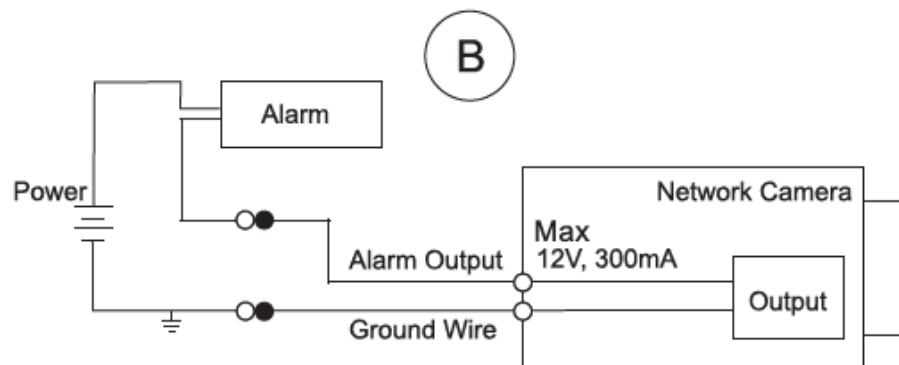 B
Alarm
Power
Network Camera
Max
12V, 300mA
Alarm Output
Output
Ground Wire